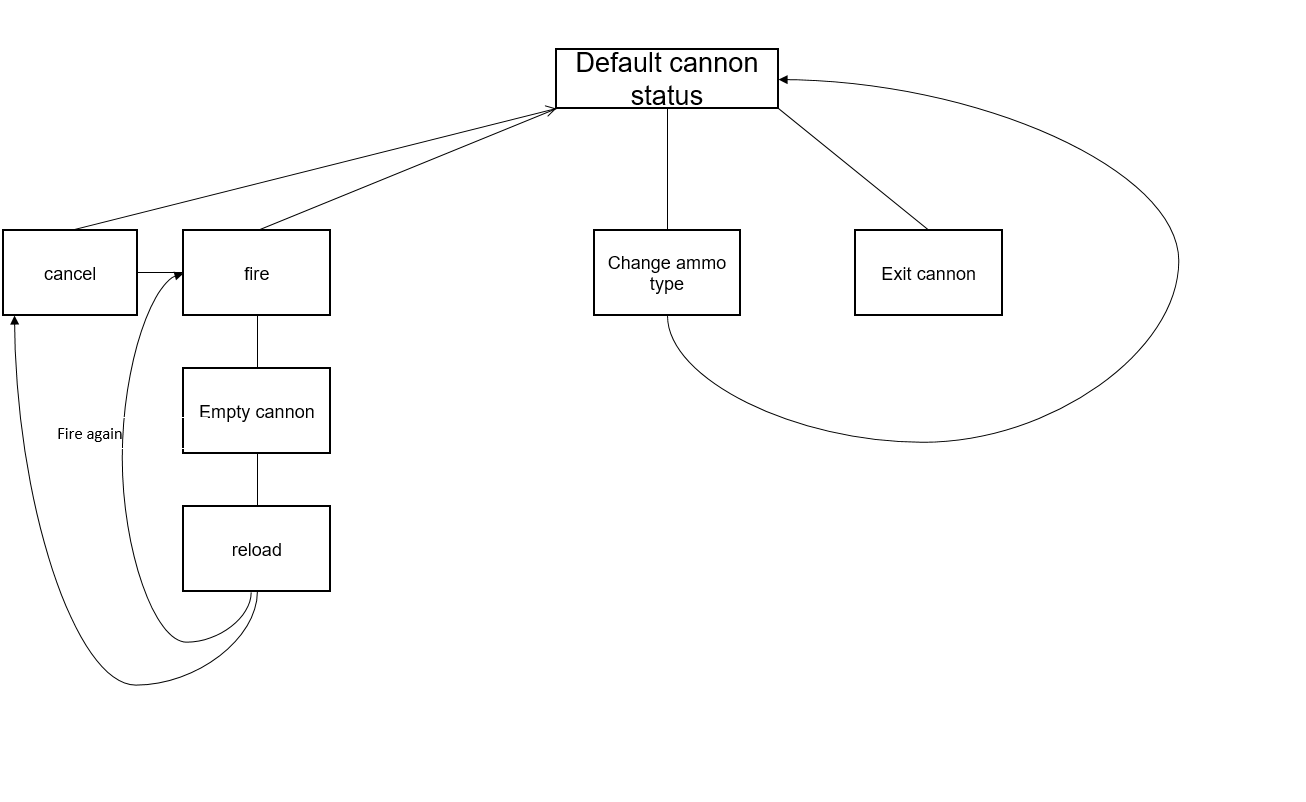 Default cannon
status
cancel
fire
Change ammo
type
Exit cannon
Empty cannon
Fire again
reload